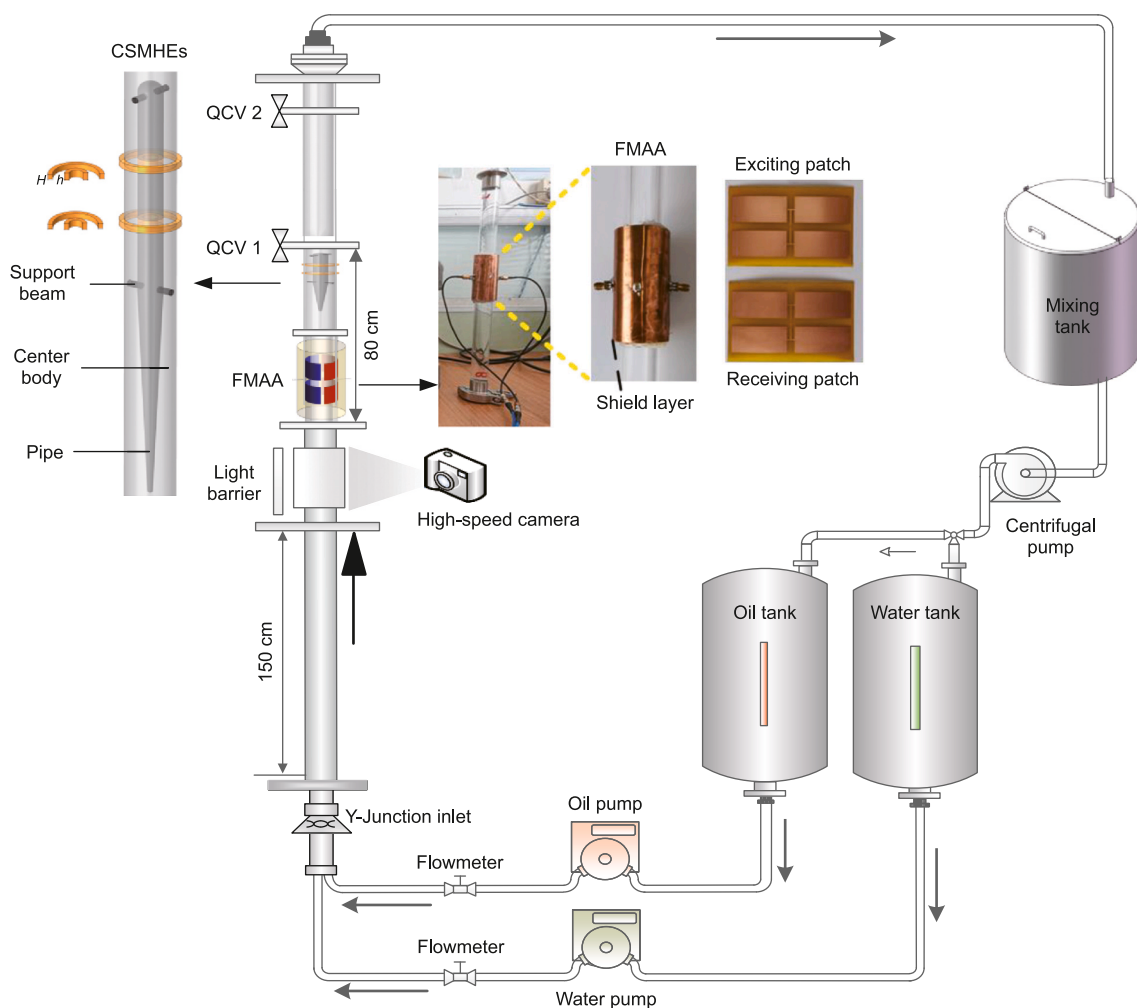 CSMHEs
QCV 2
H h
FMAA
Exciting patch
QCV 1
Support
beam
80 cm
Mixing
tank
Center
body
FMAA
Shield layer
Receiving patch
Pipe
Light
barrier
High-speed camera
Centrifugal
pump
Oil tank
Water tank
150 cm
Y-Junction inlet
Oil pump
Flowmeter
Flowmeter
Water pump